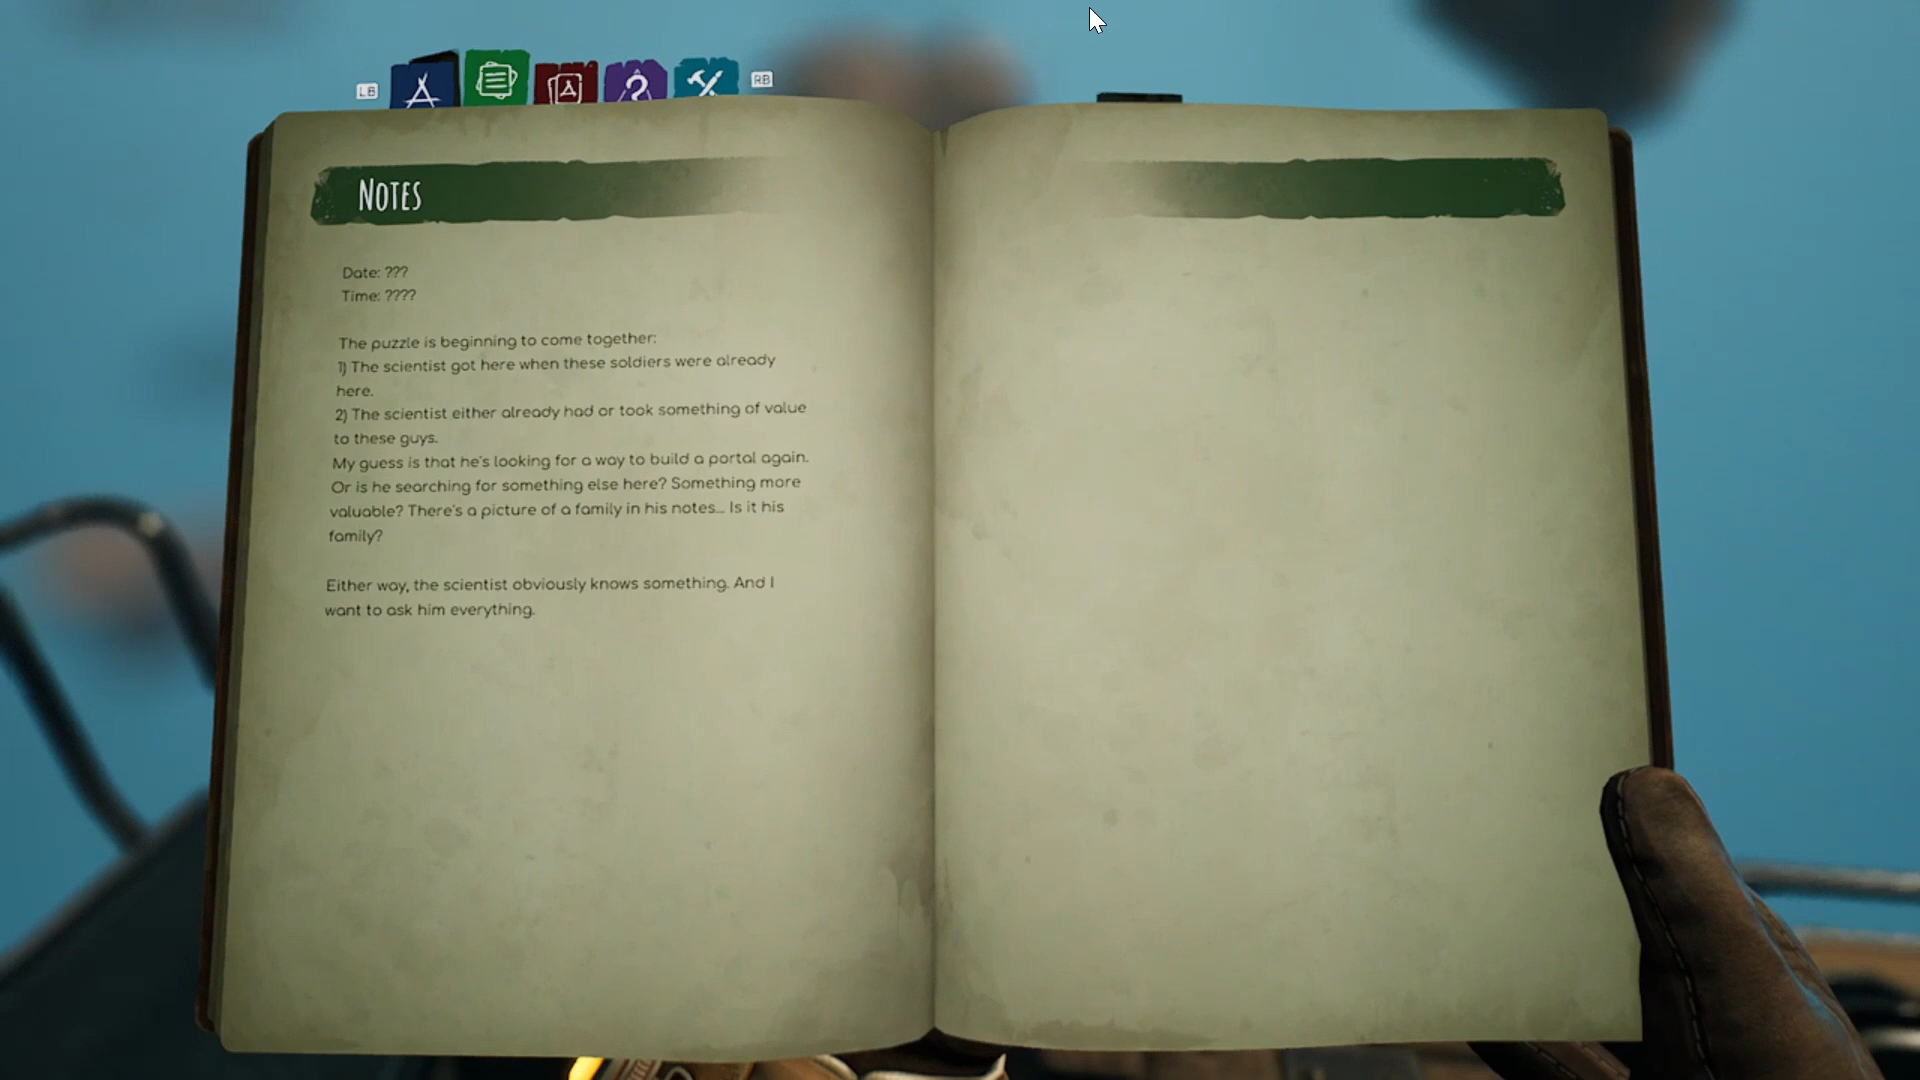 LB
RB
NOTES
Date: ???
Time: ????
The puzzle is beginning to come together:
1) The scientist got here when these soldiers were already
here.
2) The scientist either already had or took something of value
to these guys.
My guess is that he's looking for a way to build a portal again.
Or is he searching for something else here? Something more
valuable? There's a picture of a family in his notes... Is it his
family?
Either way, the scientist obviously knows something. And I
want to ask him everything.